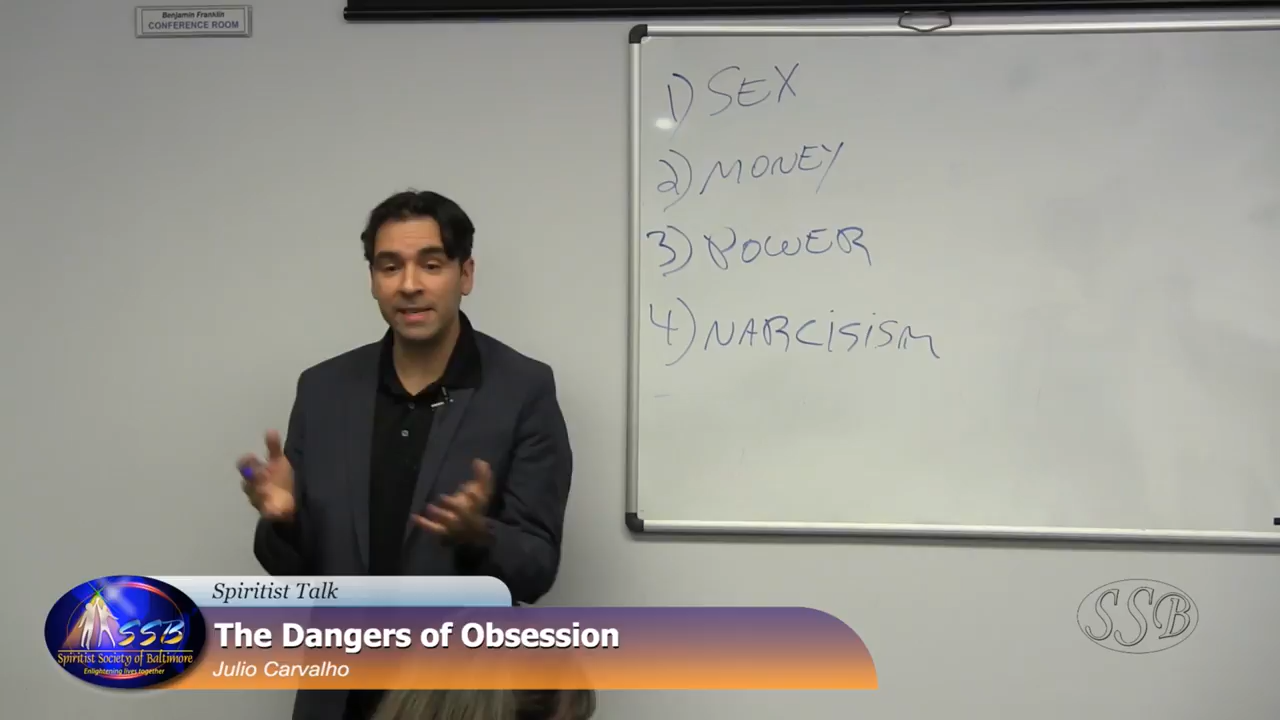 Benjamin Franklin
CONFERENCE ROOM
1) SEX
2) MONEY
3) POWER
4) NARCISISM
Spiritist Talk
The Dangers of Obsession
Julio Carvalho
SSB
Spiritist Society of Baltimore
Enlightening lives together
SSB